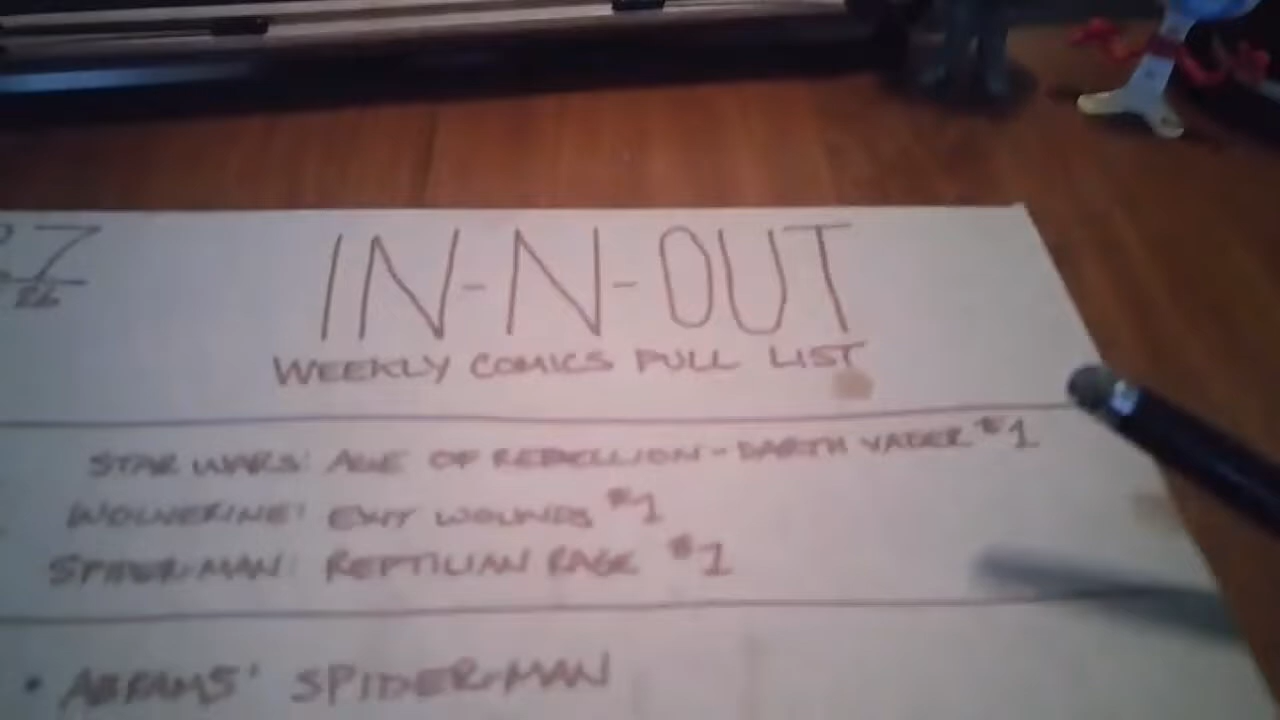 IN-N-OUT
WEEKLY COMICS PULL LIST
STAR WARS: AGE OF REBELLION - DARTH VADER #1
WOLVERINE: EXIT WOUNDS #1
SPIDER-MAN: REPTILIAN RAGE #1
• ABRAMS' SPIDER-MAN